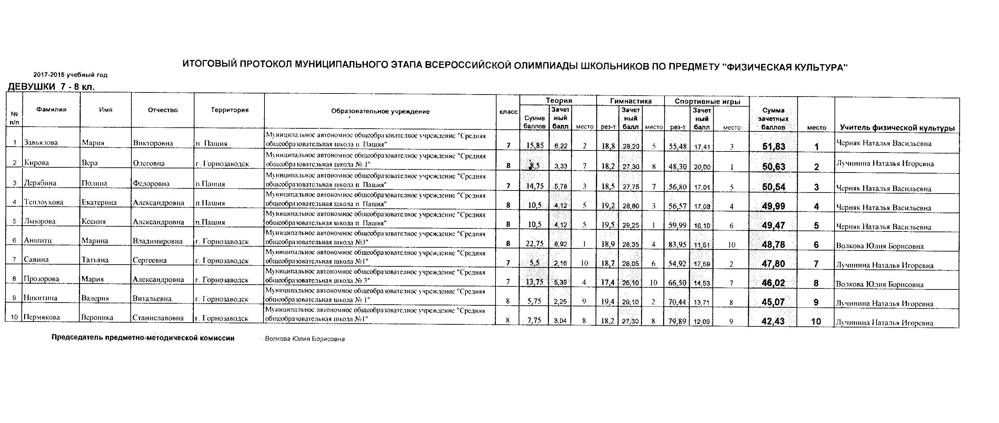 ИТОГОВЫЙ ПРОТОКОЛ МУНИЦИПАЛЬНОГО ЭТАПА ВСЕРОССИЙСКОЙ ОЛИМПИАДЫ ШКОЛЬНИКОВ ПО ПРЕДМЕТУ "ФИЗИЧЕСКАЯ КУЛЬТУРА"
2017-2018 учебный год
ДЕВУШКИ 7 - 8 кл.
№ п/п Фамилия Имя Отчество Территория Образовательное учреждение класс Теория Гимнастика Спортивные игры Сумма зачетных баллов место Учитель физической культуры
Сумма баллов Зачетный балл место рез-т Зачетный балл место рез-т Зачетный балл место
Муниципальное автономное общеобразователное учреждение "Средняя
1 Завьялова Мария Викторовна п. Пашия общеобразовательная школа п. Пашия" 7 15,85 6,22 2 18,8 28,20 5 55,48 17,41 3 51,83 1 Черняк Наталья Васильевна
Муниципальное автономное общеобразователное учреждение "Средняя
2 Кирова Вера Олеговна г. Горнозаводск общеобразовательная школа № 1" 8 8,5 3,33 7 18,2 27,30 8 48,30 20,00 1 50,63 2 Лучинина Наталья Игоревна
Муниципальное автономное общеобразователное учреждение "Средняя
3 Дерябина Полина Федоровна п.Пашия общеобразовательная школа п. Пашия" 7 14,75 5,78 3 18,5 27,75 7 56,80 17,01 5 50,54 3 Черняк Наталья Васильевна
Муниципальное автономное общеобразователное учреждение "Средняя
4 Теплоухова Екатерина Александровна п.Пашия общеобразовательная школа п. Пашия" 8 10,5 4,12 5 19,2 28,80 3 56,57 17,08 4 49,99 4 Черняк Наталья Васильевна
Муниципальное автономное общеобразователное учреждение "Средняя
5 Лыюрова Ксения Александровна п.Пашия общеобразовательная школа п. Пашия" 8 10,5 4,12 5 19,5 29,25 1 59,99 16,10 6 49,47 5 Черняк Наталья Васильевна
Муниципальное автономное общеобразователное учреждение "Средняя
6 Аншитц Марина Владимировна г. Горнозаводск общеобразовательная школа №3" 8 22,75 8,92 1 18,9 28,35 4 83,95 11,51 10 48,78 6 Волкова Юлия Борисовна
Муниципальное автономное общеобразователное учреждение "Средняя
7 Савина Татьяна Сергеевна г. Горнозаводск общеобразовательная школа №1" 7 5,5 2,16 10 18,7 28,05 6 54,92 17,59 2 47,80 7 Лучинина Наталья Игоревна
Муниципальное автономное общеобразователное учреждение "Средняя
8 Прозорова Мария Александровна г. Горнозаводск общеобразовательная школа № 3" 7 13,75 5,39 4 17,4 26,10 10 66,50 14,53 7 46,02 8 Волкова Юлия Борисовна
Муниципальное автономное общеобразователное учреждение "Средняя
9 Никитина Валерия Витальевна г. Горнозаводск общеобразовательная школа № 1" 8 5,75 2,25 9 19,4 29,10 2 70,44 13,71 8 45,07 9 Лучинина Наталья Игоревна
Муниципальное автономное общеобразователное учреждение "Средняя
10 Пермякова Вероника Станиславовна г. Горнозаводск общеобразовательная школа №1" 8 7,75 3,04 8 18,2 27,30 8 79,89 12,09 9 42,43 10 Лучинина Наталья Игоревна
Председатель предметно-методической комиссии Волкова Юлия Борисовна